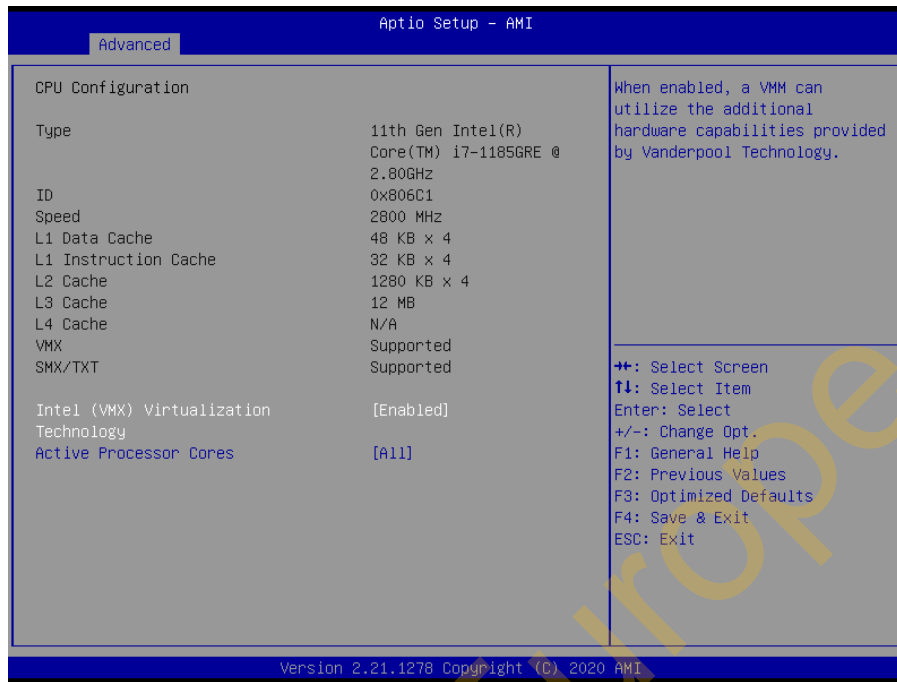 Aptio Setup – AMI
Advanced
CPU Configuration
Type 11th Gen Intel(R)
Core(TM) i7-1185GRE @
2.80GHz
ID 0x806C1
Speed 2800 MHz
L1 Data Cache 48 KB x 4
L1 Instruction Cache 32 KB x 4
L2 Cache 1280 KB x 4
L3 Cache 12 MB
L4 Cache N/A
VMX Supported
SMX/TXT Supported
Intel (VMX) Virtualization [Enabled]
Technology
Active Processor Cores [All]
When enabled, a VMM can
utilize the additional
hardware capabilities provided
by Vanderpool Technology.
→←: Select Screen
↑↓: Select Item
Enter: Select
+/-: Change Opt.
F1: General Help
F2: Previous Values
F3: Optimized Defaults
F4: Save & Exit
ESC: Exit
Version 2.21.1278 Copyright (C) 2020 AMI